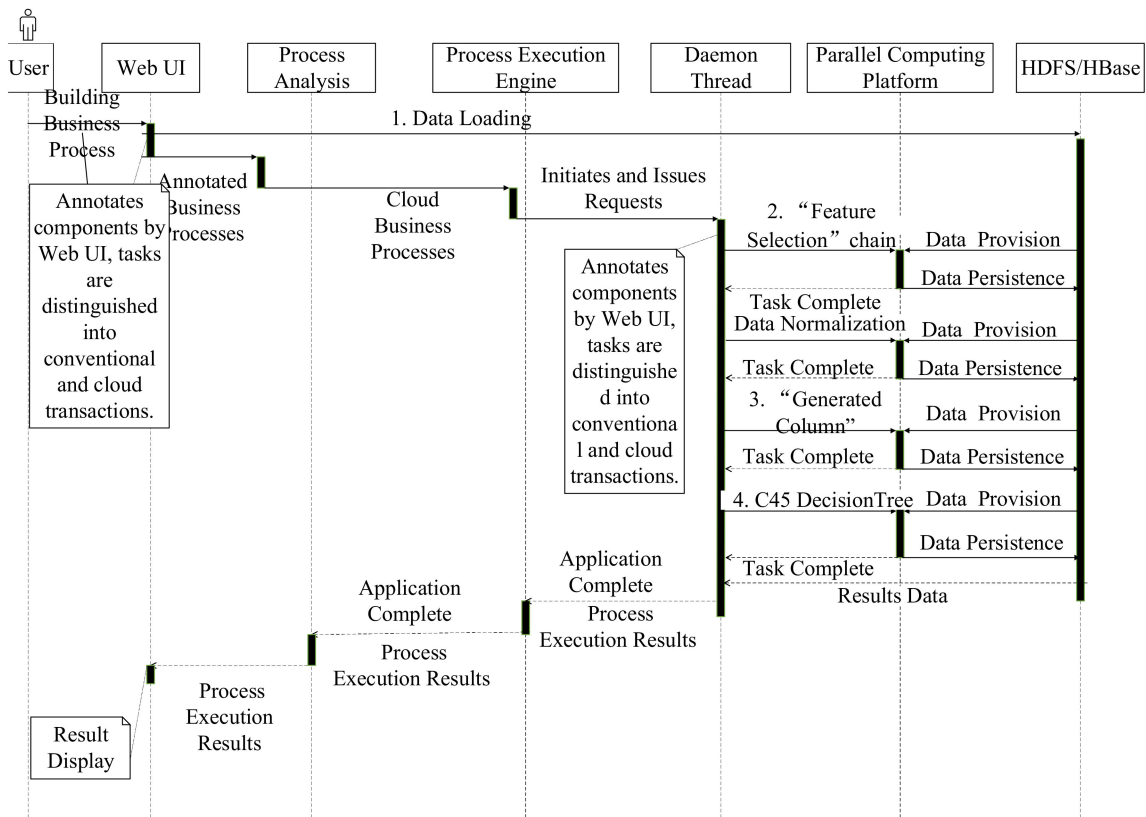 User
Web UI
Process
Analysis
Process Execution
Engine
Daemon
Thread
Parallel Computing
Platform
HDFS/HBase
Building
Business
Process
1. Data Loading
Annotated
Business
Processes
Cloud
Business
Processes
Initiates and Issues
Requests
Annotates
components by
Web UI, tasks
are
distinguished
into
conventional
and cloud
transactions.
Annotates
components
by Web UI,
tasks are
distinguishe
d into
conventiona
l and cloud
transactions.
2. “Feature
Selection” chain
Data Provision
Data Persistence
Task Complete
Data Normalization
Data Provision
Task Complete
Data Persistence
3. “Generated
Column”
Data Provision
Task Complete
Data Persistence
4. C45 DecisionTree
Data Provision
Data Persistence
Task Complete
Results Data
Application
Complete
Process
Execution Results
Application
Complete
Process
Execution Results
Process
Execution
Results
Result
Display